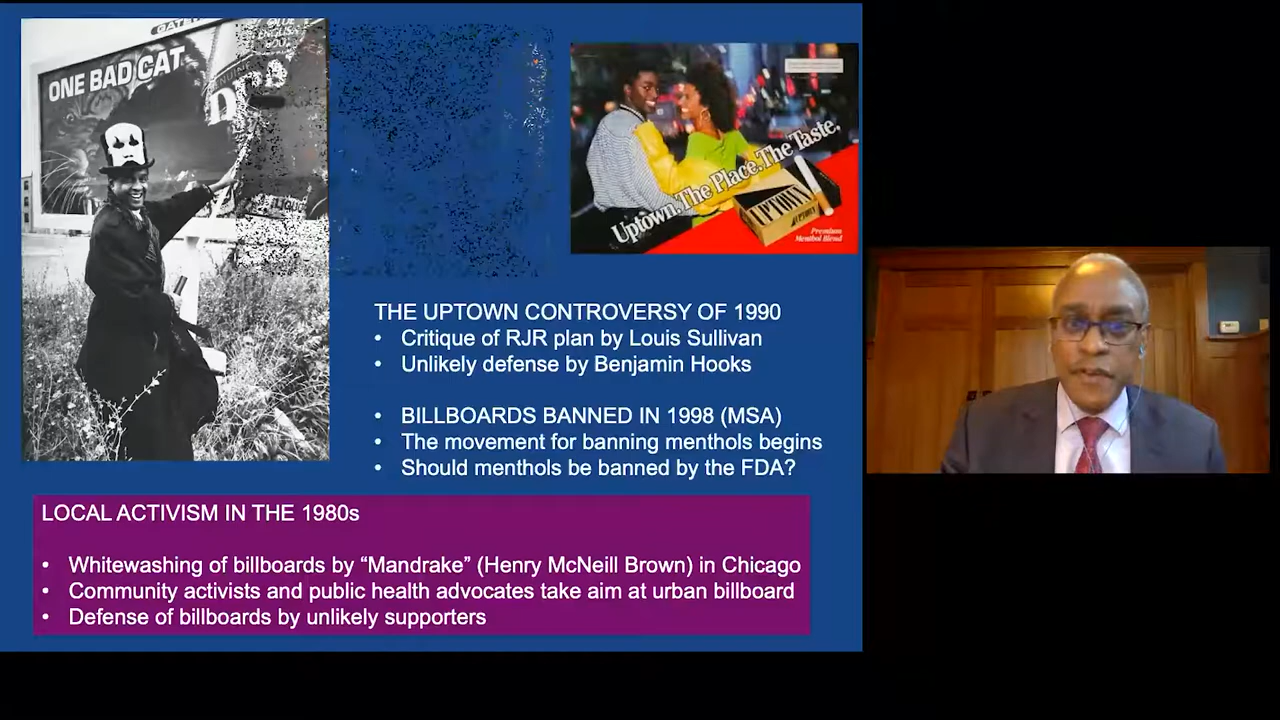 ONE BAD CAT
Uptown. The Place. The Taste.
UPTOWN
Premium
Menthol Blend
THE UPTOWN CONTROVERSY OF 1990
• Critique of RJR plan by Louis Sullivan
• Unlikely defense by Benjamin Hooks
• BILLBOARDS BANNED IN 1998 (MSA)
• The movement for banning menthols begins
• Should menthols be banned by the FDA?
LOCAL ACTIVISM IN THE 1980s
• Whitewashing of billboards by “Mandrake” (Henry McNeill Brown) in Chicago
• Community activists and public health advocates take aim at urban billboard
• Defense of billboards by unlikely supporters